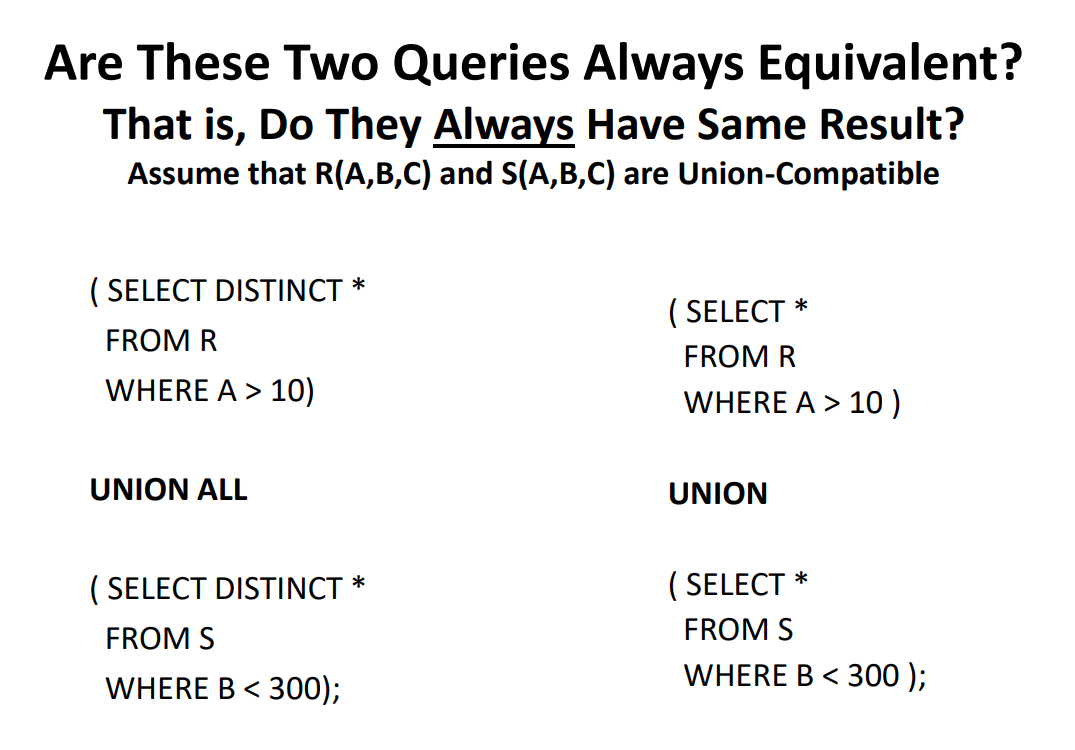 Are These Two Queries Always Equivalent?
That is, Do They Always Have Same Result?
Assume that R(A,B,C) and S(A,B,C) are Union-Compatible
( SELECT DISTINCT *
FROM R
WHERE A > 10)
UNION ALL
( SELECT DISTINCT *
FROM S
WHERE B < 300);
( SELECT *
FROM R
WHERE A > 10 )
UNION
( SELECT *
FROM S
WHERE B < 300 );